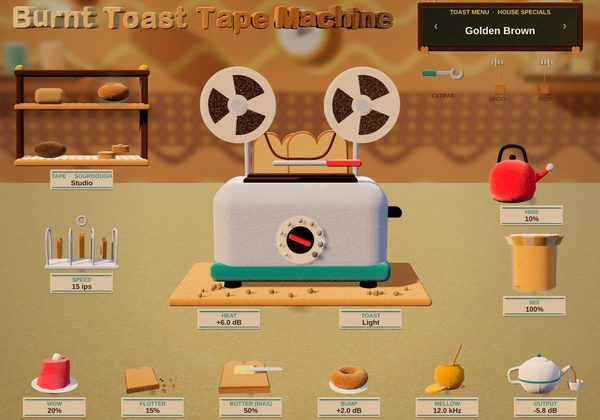 Burnt Toast Tape Machine
TOAST MENU · HOUSE SPECIALS
‹ Golden Brown ›
EXTRAS
UNDO
REDO
TAPE · SOURDOUGH
Studio
HISS
10%
SPEED
15 ips
MIX
100%
HEAT
+6.0 dB
TOAST
Light
WOW
20%
FLUTTER
15%
BUTTER (BIAS)
50%
BUMP
+2.0 dB
MELLOW
12.0 kHz
OUTPUT
-5.8 dB